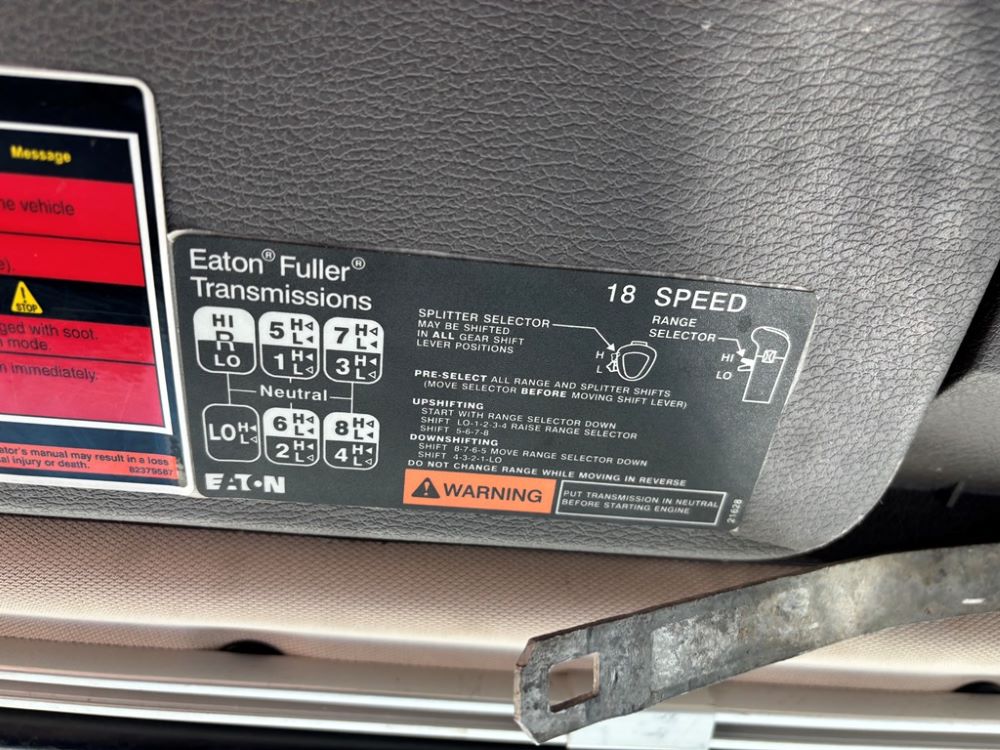 Message
ne vehicle
e).
STOP
ged with soot.
n mode.
n immediately.
ator's manual may result in a loss
al injury or death.
82379587
Eaton® Fuller®
Transmissions
18 SPEED
HI
R
LO
5 H L
1 H L
7 H L
3 H L
Neutral
LO H L
6 H L
2 H L
8 H L
4 H L
EATON
SPLITTER SELECTOR
MAY BE SHIFTED
IN ALL GEAR SHIFT
LEVER POSITIONS
H
L
RANGE
SELECTOR
HI
LO
PRE-SELECT ALL RANGE AND SPLITTER SHIFTS
(MOVE SELECTOR BEFORE MOVING SHIFT LEVER)
UPSHIFTING
START WITH RANGE SELECTOR DOWN
SHIFT LO-1-2-3-4 RAISE RANGE SELECTOR
SHIFT 5-6-7-8
DOWNSHIFTING
SHIFT 8-7-6-5 MOVE RANGE SELECTOR DOWN
SHIFT 4-3-2-1-LO
DO NOT CHANGE RANGE WHILE MOVING IN REVERSE
WARNING
PUT TRANSMISSION IN NEUTRAL
BEFORE STARTING ENGINE
21628